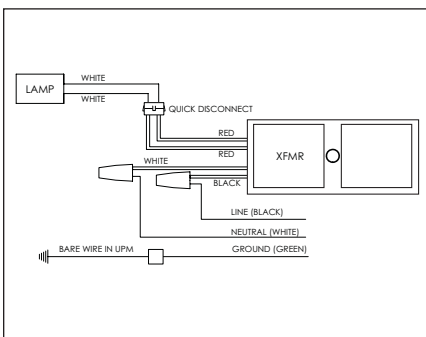 WHITE
LAMP
WHITE
QUICK DISCONNECT
RED
RED
XFMR
WHITE
BLACK
LINE (BLACK)
NEUTRAL (WHITE)
BARE WIRE IN UPM
GROUND (GREEN)